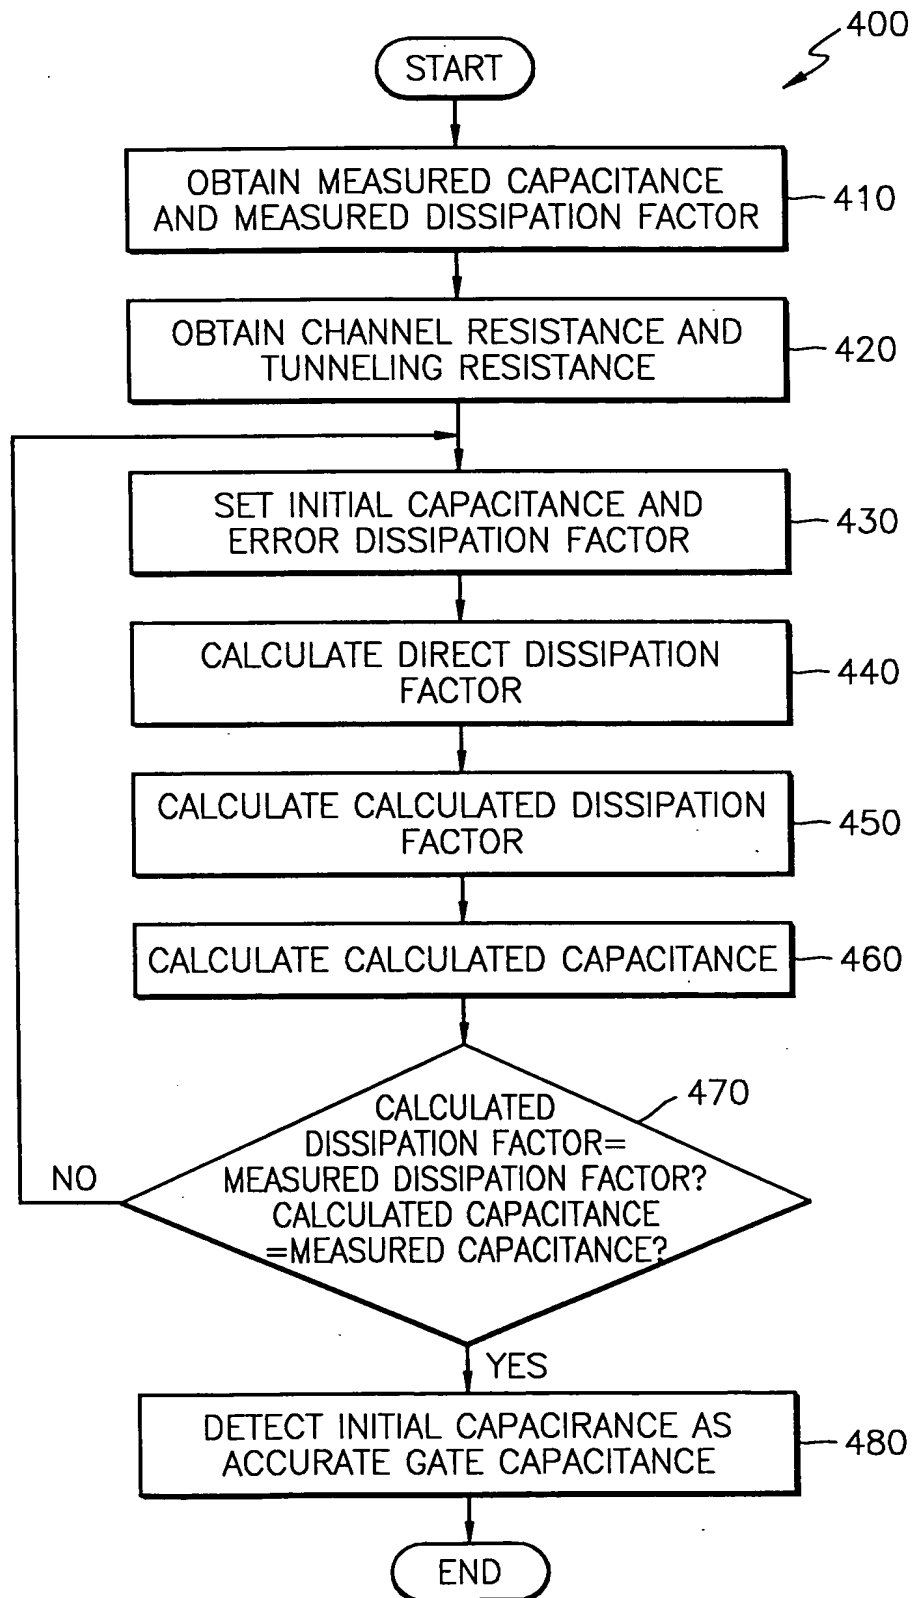 400
START
OBTAIN MEASURED CAPACITANCE
AND MEASURED DISSIPATION FACTOR
410
OBTAIN CHANNEL RESISTANCE AND
TUNNELING RESISTANCE
420
SET INITIAL CAPACITANCE AND
ERROR DISSIPATION FACTOR
430
CALCULATE DIRECT DISSIPATION
FACTOR
440
CALCULATE CALCULATED DISSIPATION
FACTOR
450
CALCULATE CALCULATED CAPACITANCE
460
470
CALCULATED
DISSIPATION FACTOR=
MEASURED DISSIPATION FACTOR?
CALCULATED CAPACITANCE
=MEASURED CAPACITANCE?
NO
YES
DETECT INITIAL CAPACIRANCE AS
ACCURATE GATE CAPACITANCE
480
END